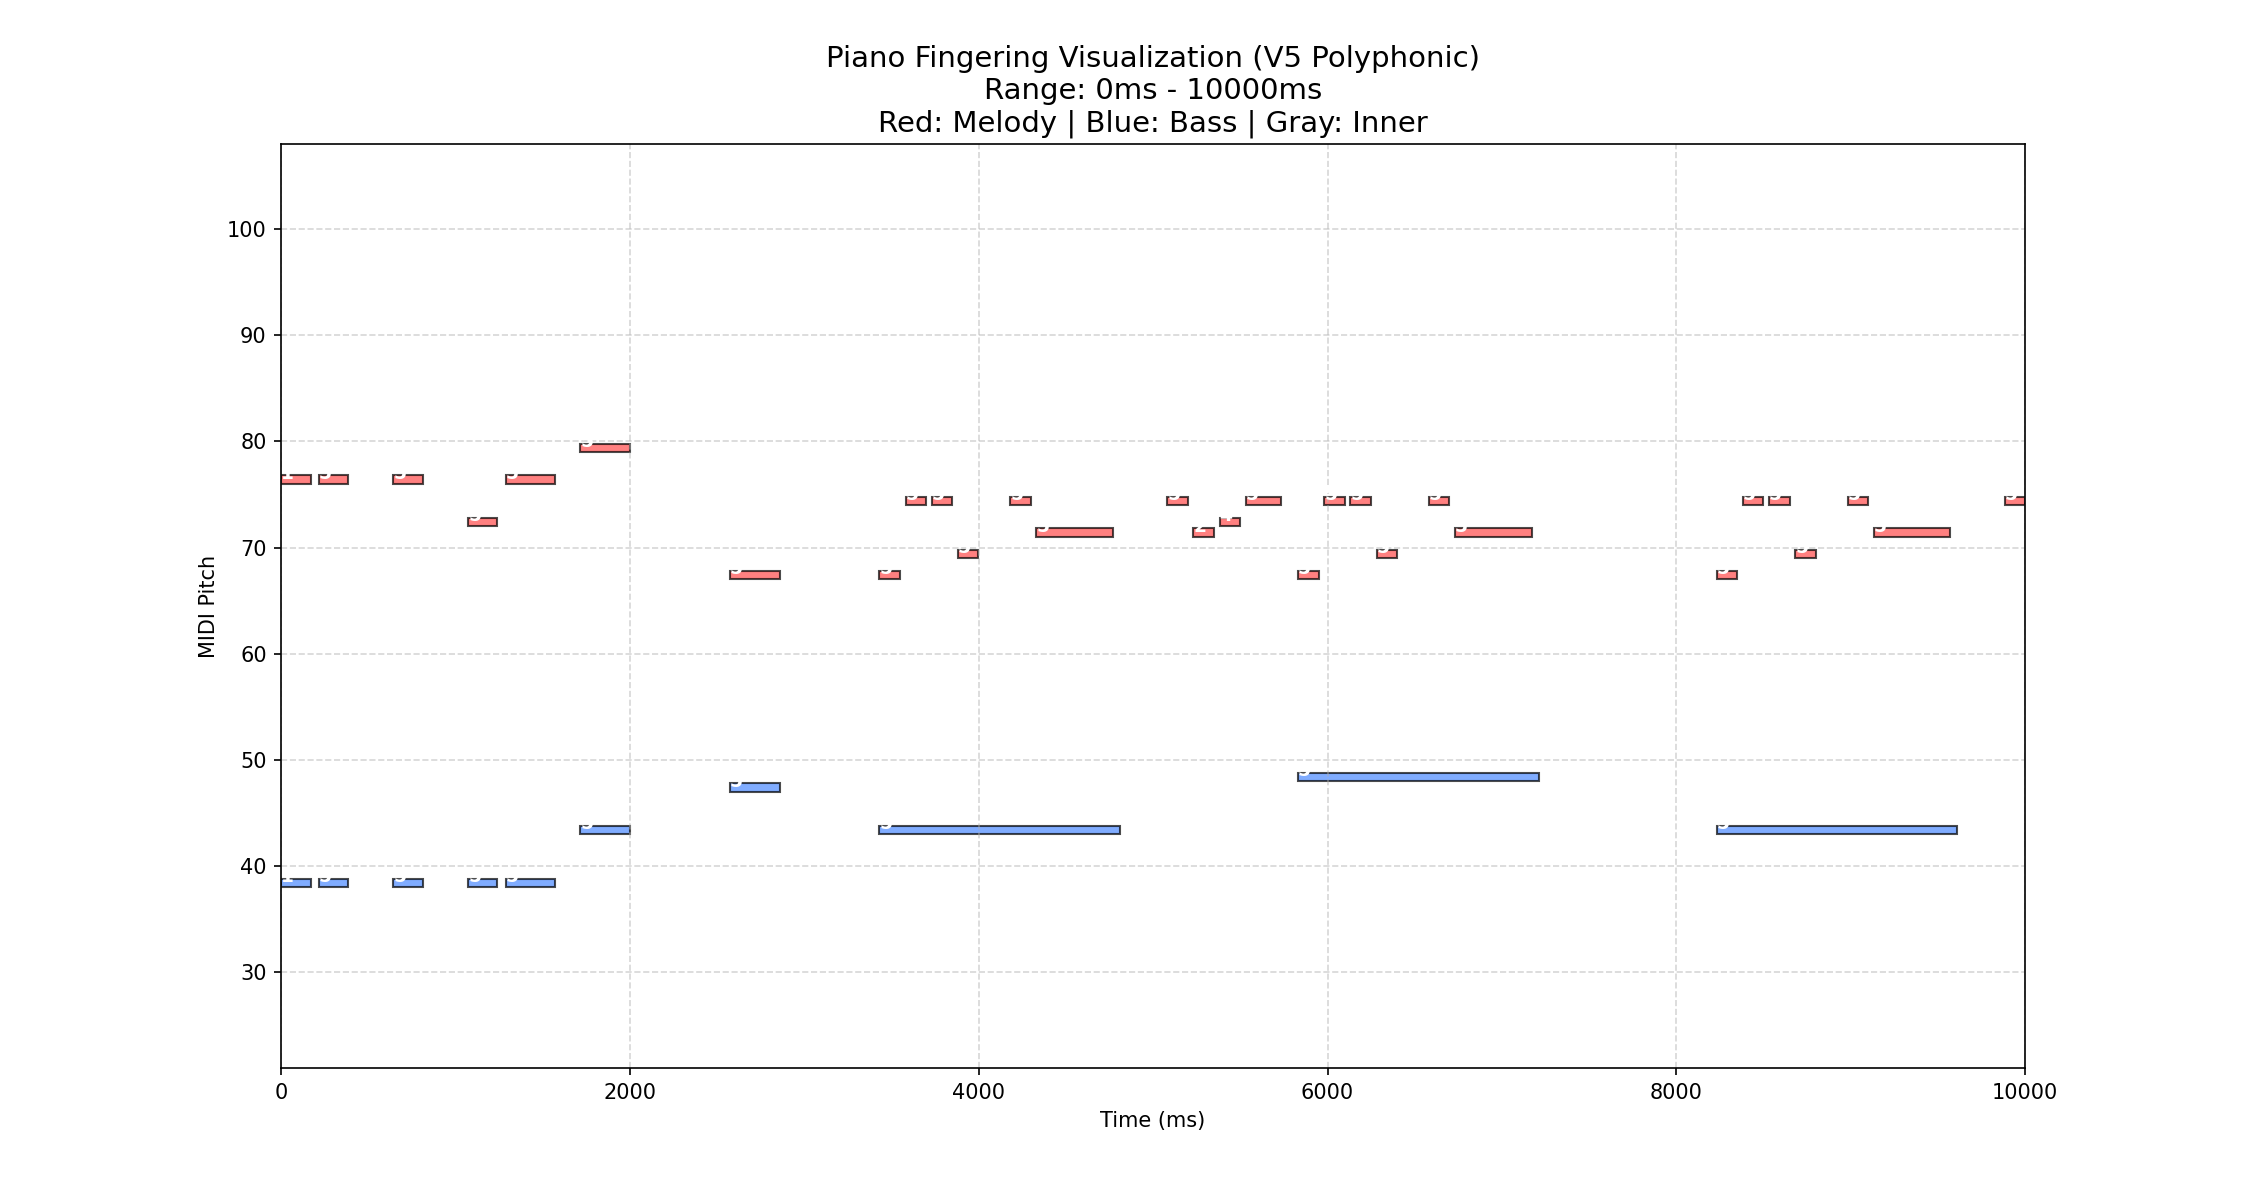 Piano Fingering Visualization (V5 Polyphonic)
Range: 0ms - 10000ms
Red: Melody | Blue: Bass | Gray: Inner
100
90
80
70
60
50
40
30
MIDI Pitch
0 2000 4000 6000 8000 10000
Time (ms)